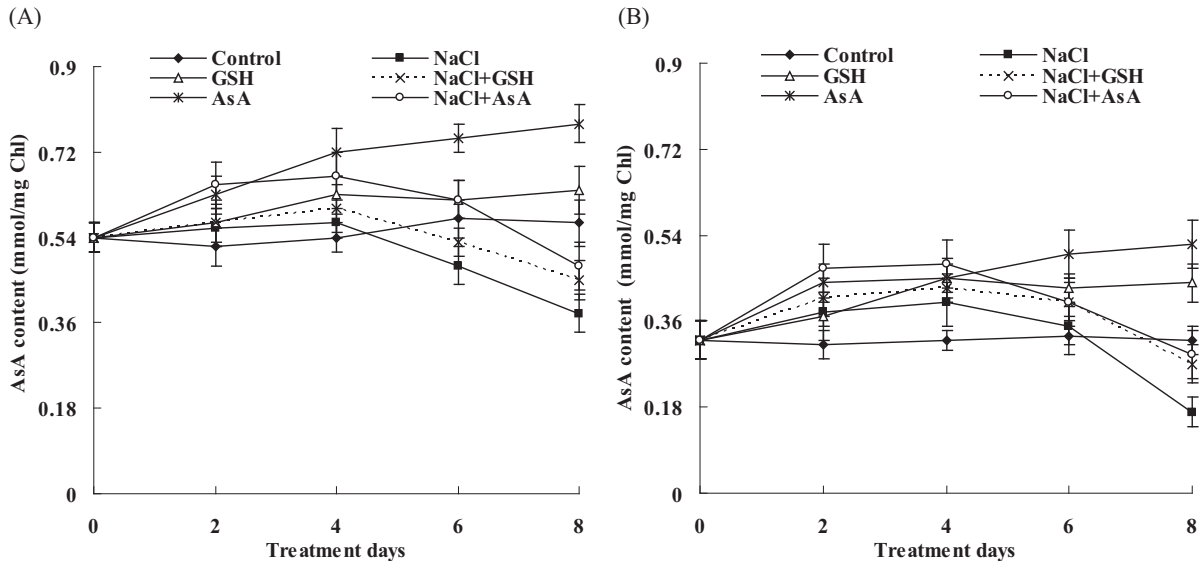 (A)
Control NaCl
GSH NaCl+GSH
AsA NaCl+AsA
AsA content (mmol/mg Chl)
0.9
0.72
0.54
0.36
0.18
0
0 2 4 6 8
Treatment days
(B)
Control NaCl
GSH NaCl+GSH
AsA NaCl+AsA
AsA content (mmol/mg Chl)
0.9
0.72
0.54
0.36
0.18
0
0 2 4 6 8
Treatment days